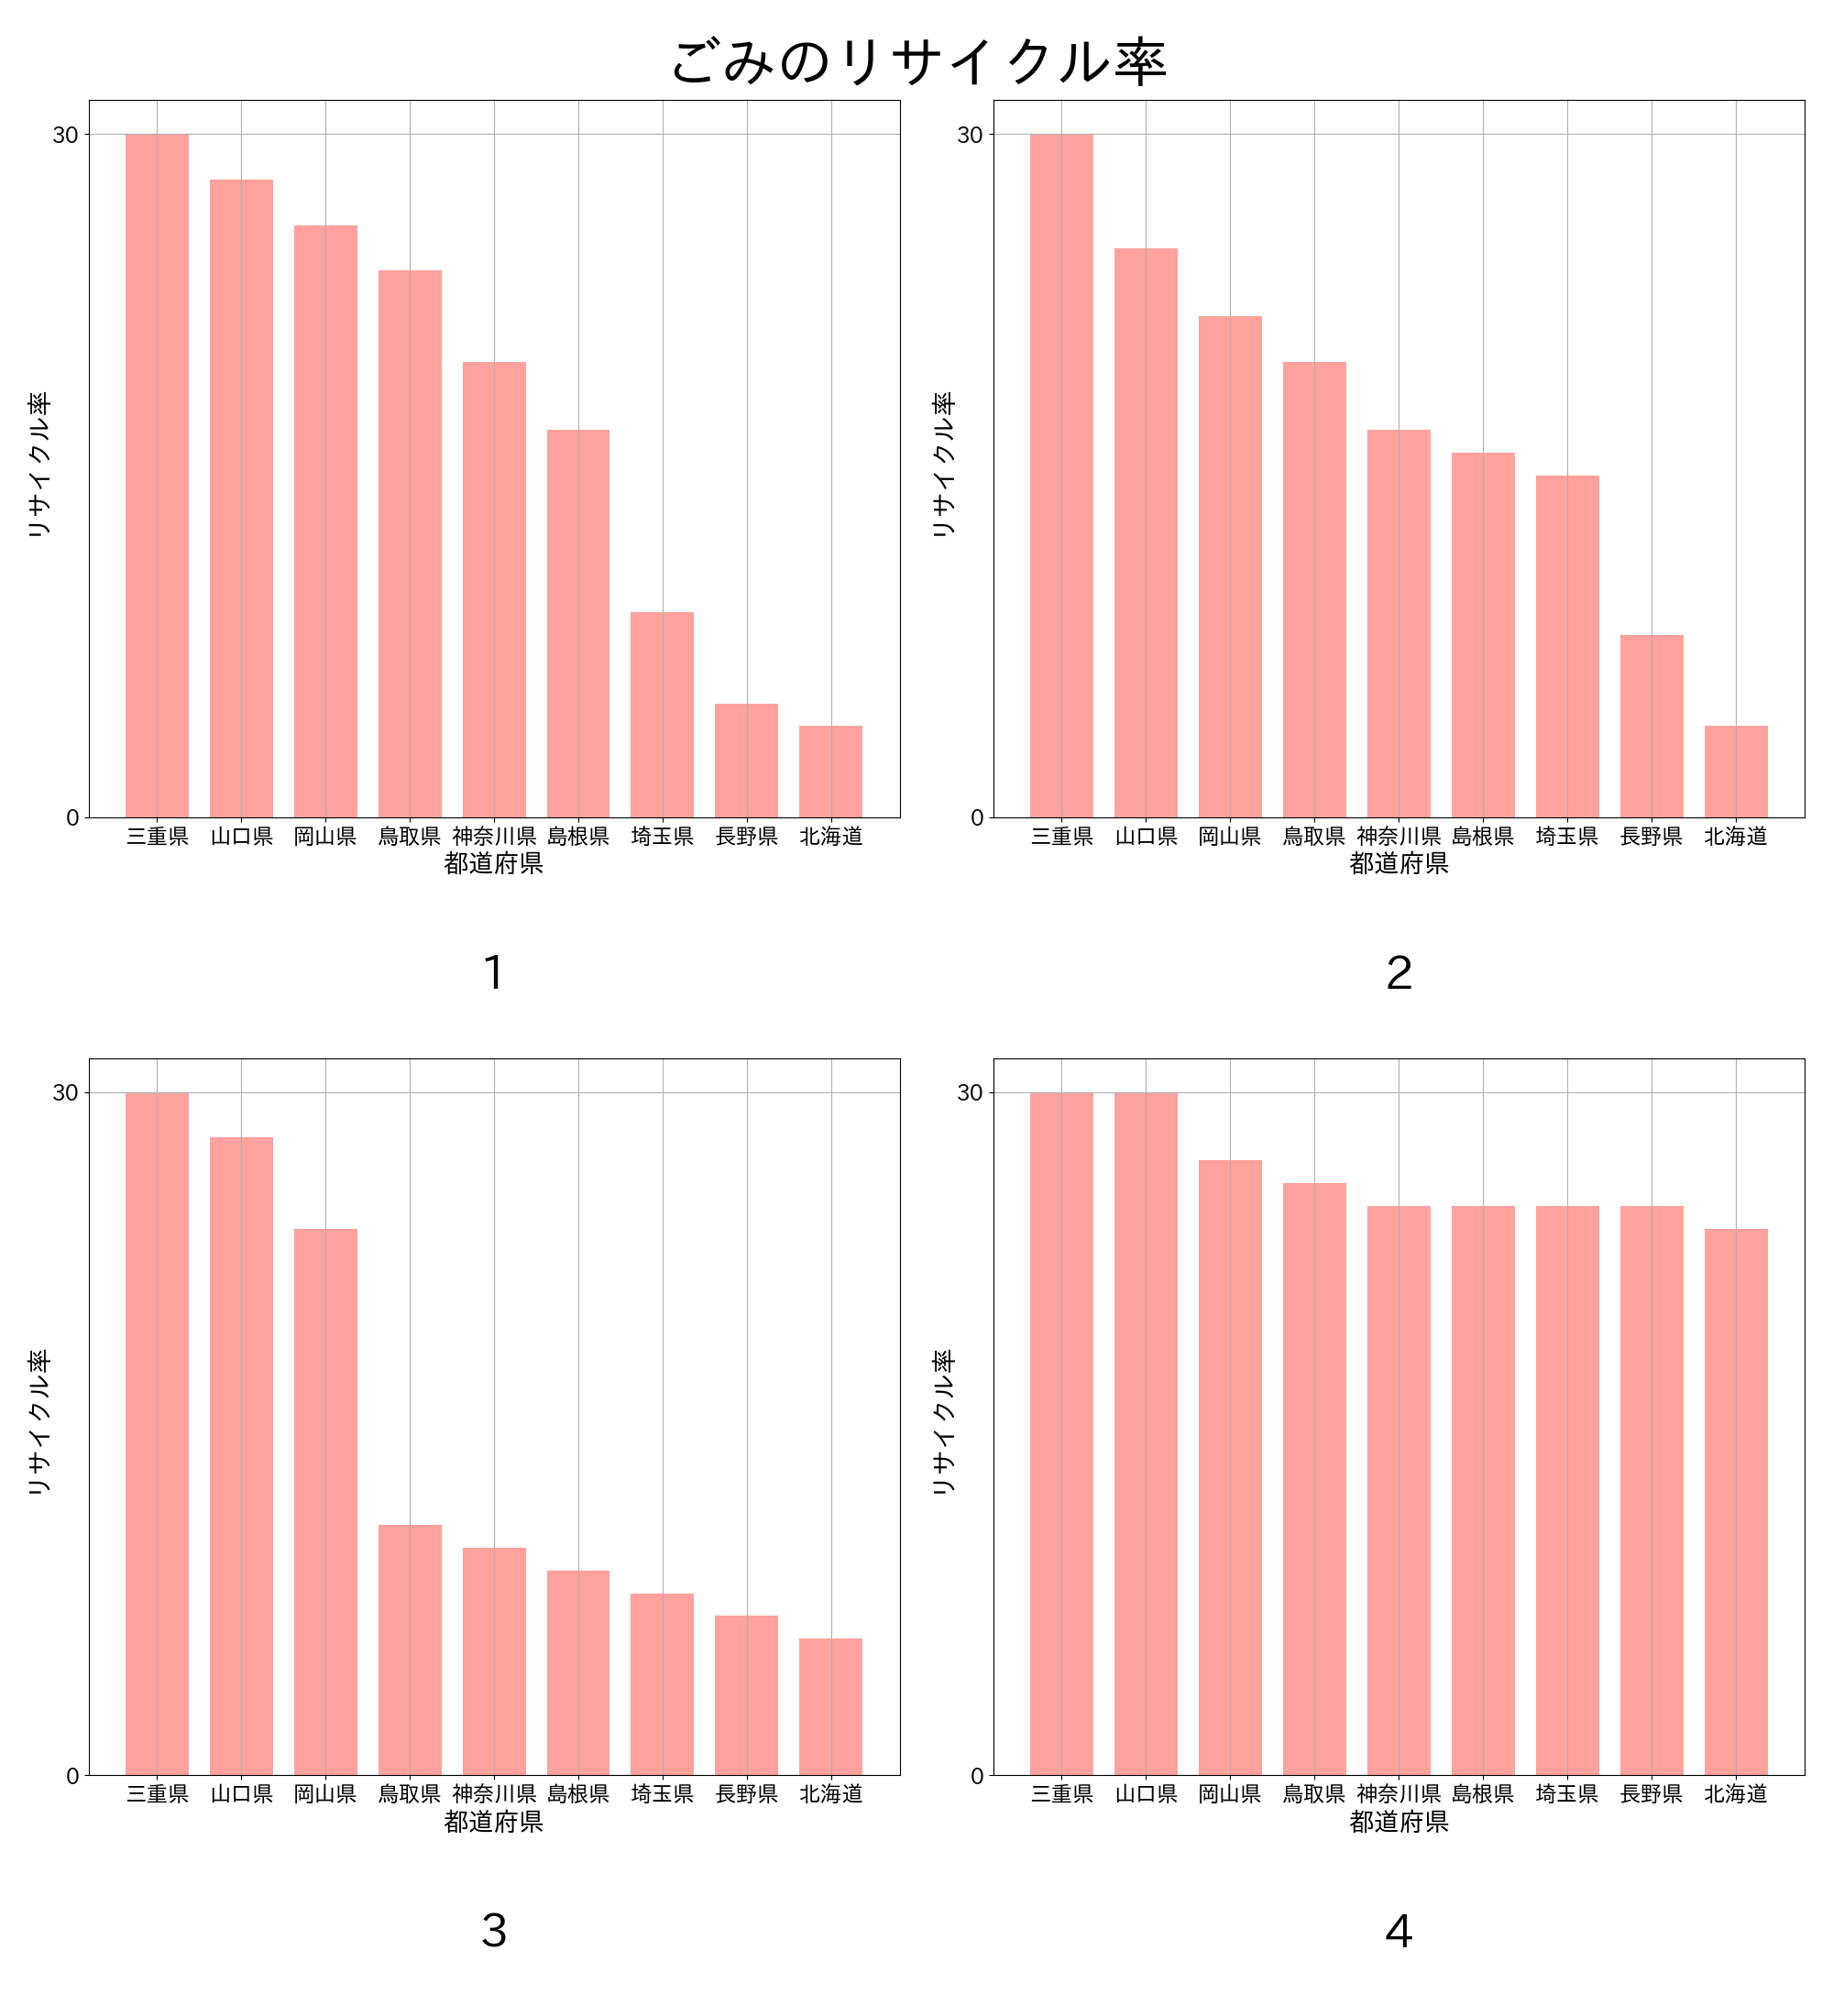 ごみのリサイクル率
30
0
リサイクル率
三重県 山口県 岡山県 鳥取県 神奈川県 島根県 埼玉県 長野県 北海道
都道府県
1
30
0
リサイクル率
三重県 山口県 岡山県 鳥取県 神奈川県 島根県 埼玉県 長野県 北海道
都道府県
2
30
0
リサイクル率
三重県 山口県 岡山県 鳥取県 神奈川県 島根県 埼玉県 長野県 北海道
都道府県
3
30
0
リサイクル率
三重県 山口県 岡山県 鳥取県 神奈川県 島根県 埼玉県 長野県 北海道
都道府県
4